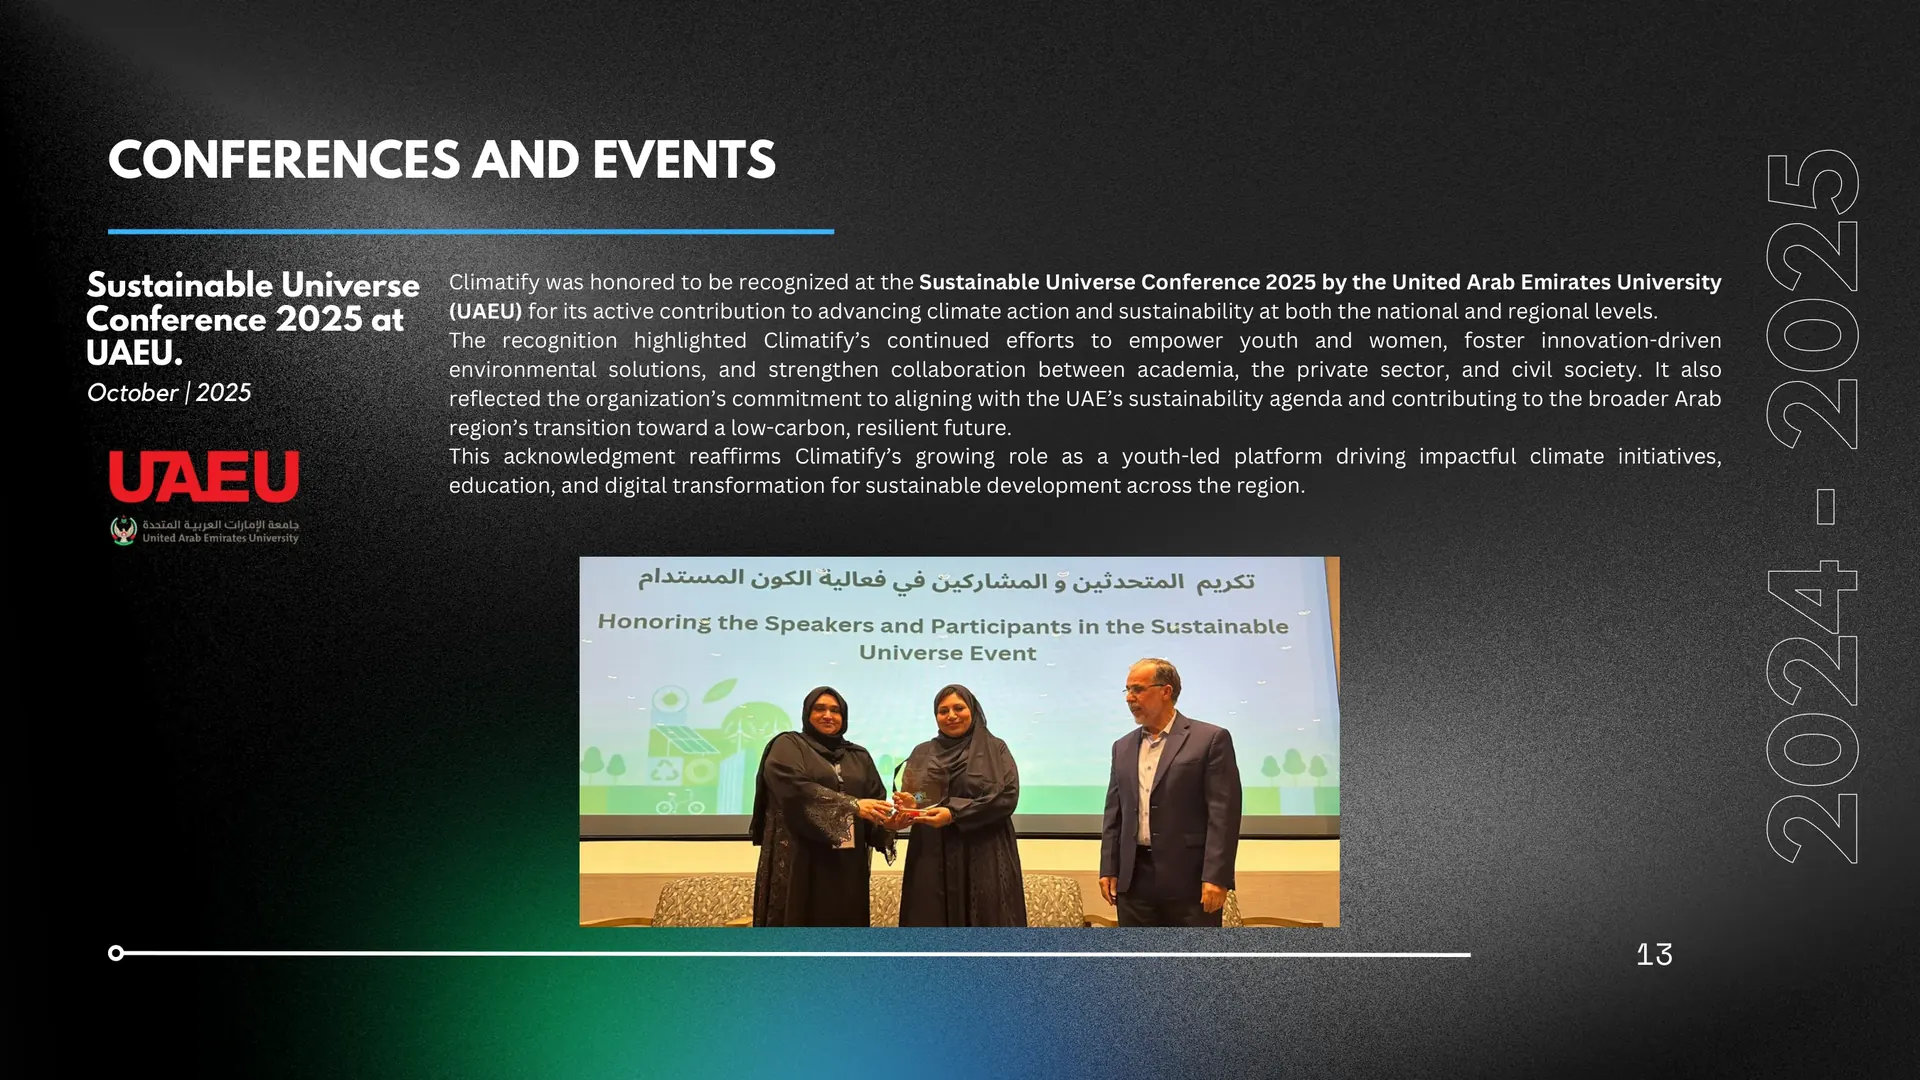 CONFERENCES AND EVENTS
Sustainable Universe
Conference 2025 at
UAEU.
October | 2025
UAEU
جامعة الإمارات العربية المتحدة
United Arab Emirates University
Climatify was honored to be recognized at the Sustainable Universe Conference 2025 by the United Arab Emirates University
(UAEU) for its active contribution to advancing climate action and sustainability at both the national and regional levels.
The recognition highlighted Climatify’s continued efforts to empower youth and women, foster innovation-driven
environmental solutions, and strengthen collaboration between academia, the private sector, and civil society. It also
reflected the organization’s commitment to aligning with the UAE’s sustainability agenda and contributing to the broader Arab
region’s transition toward a low-carbon, resilient future.
This acknowledgment reaffirms Climatify’s growing role as a youth-led platform driving impactful climate initiatives,
education, and digital transformation for sustainable development across the region.
تكريم المتحدثين و المشاركين في فعالية الكون المستدام
Honoring the Speakers and Participants in the Sustainable
Universe Event
2024 - 2025
13